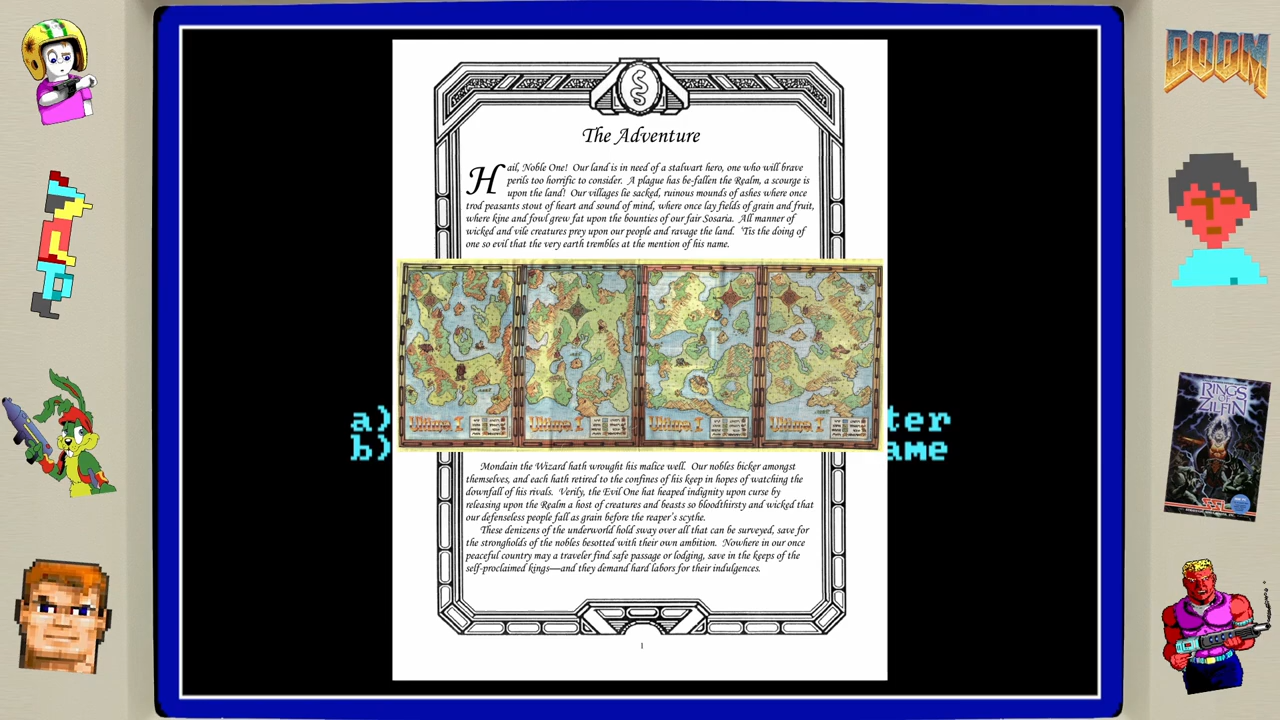 The Adventure
Hail, Noble One! Our land is in need of a stalwart hero, one who will brave
perils too horrific to consider. A plague has be-fallen the Realm, a scourge is
upon the land! Our villages lie sacked, ruinous mounds of ashes where once
trod peasants stout of heart and sound of mind, where once lay fields of grain and fruit,
where kine and fowl grew fat upon the bounties of our fair Sosaria. All manner of
wicked and vile creatures prey upon our people and ravage the land. 'Tis the doing of
one so evil that the very earth trembles at the mention of his name.
Ultima I Ultima I Ultima I Ultima I
a) ter
b) ame
Mondain the Wizard hath wrought his malice well. Our nobles bicker amongst
themselves, and each hath retired to the confines of his keep in hopes of watching the
downfall of his rivals. Verily, the Evil One hat heaped indignity upon curse by
releasing upon the Realm a host of creatures and beasts so bloodthirsty and wicked that
our defenseless people fall as grain before the reaper's scythe.
These denizens of the underworld hold sway over all that can be surveyed, save for
the strongholds of the nobles besotted with their own ambition. Nowhere in our once
peaceful country may a traveler find safe passage or lodging, save in the keeps of the
self-proclaimed kings—and they demand hard labors for their indulgences.
1
DOOM
RINGS
OF
ZILFIN
SSI